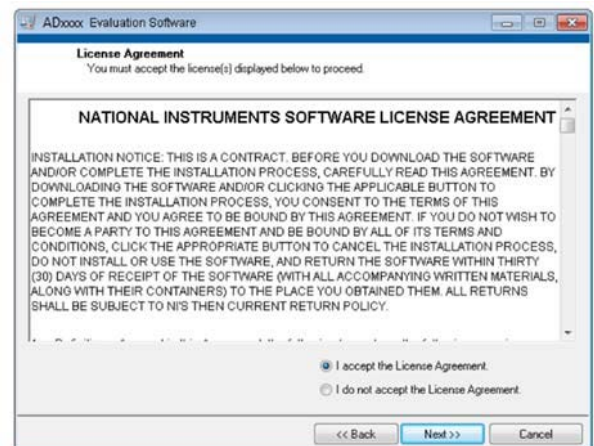 ADxxxx Evaluation Software
License Agreement
You must accept the license(s) displayed below to proceed.
NATIONAL INSTRUMENTS SOFTWARE LICENSE AGREEMENT
INSTALLATION NOTICE: THIS IS A CONTRACT. BEFORE YOU DOWNLOAD THE SOFTWARE
AND/OR COMPLETE THE INSTALLATION PROCESS, CAREFULLY READ THIS AGREEMENT. BY
DOWNLOADING THE SOFTWARE AND/OR CLICKING THE APPLICABLE BUTTON TO
COMPLETE THE INSTALLATION PROCESS, YOU CONSENT TO THE TERMS OF THIS
AGREEMENT AND YOU AGREE TO BE BOUND BY THIS AGREEMENT. IF YOU DO NOT WISH TO
BECOME A PARTY TO THIS AGREEMENT AND BE BOUND BY ALL OF ITS TERMS AND
CONDITIONS, CLICK THE APPROPRIATE BUTTON TO CANCEL THE INSTALLATION PROCESS,
DO NOT INSTALL OR USE THE SOFTWARE, AND RETURN THE SOFTWARE WITHIN THIRTY
(30) DAYS OF RECEIPT OF THE SOFTWARE (WITH ALL ACCOMPANYING WRITTEN MATERIALS,
ALONG WITH THEIR CONTAINERS) TO THE PLACE YOU OBTAINED THEM. ALL RETURNS
SHALL BE SUBJECT TO NI'S THEN CURRENT RETURN POLICY.
I accept the License Agreement.
I do not accept the License Agreement.
<< Back
Next >>
Cancel